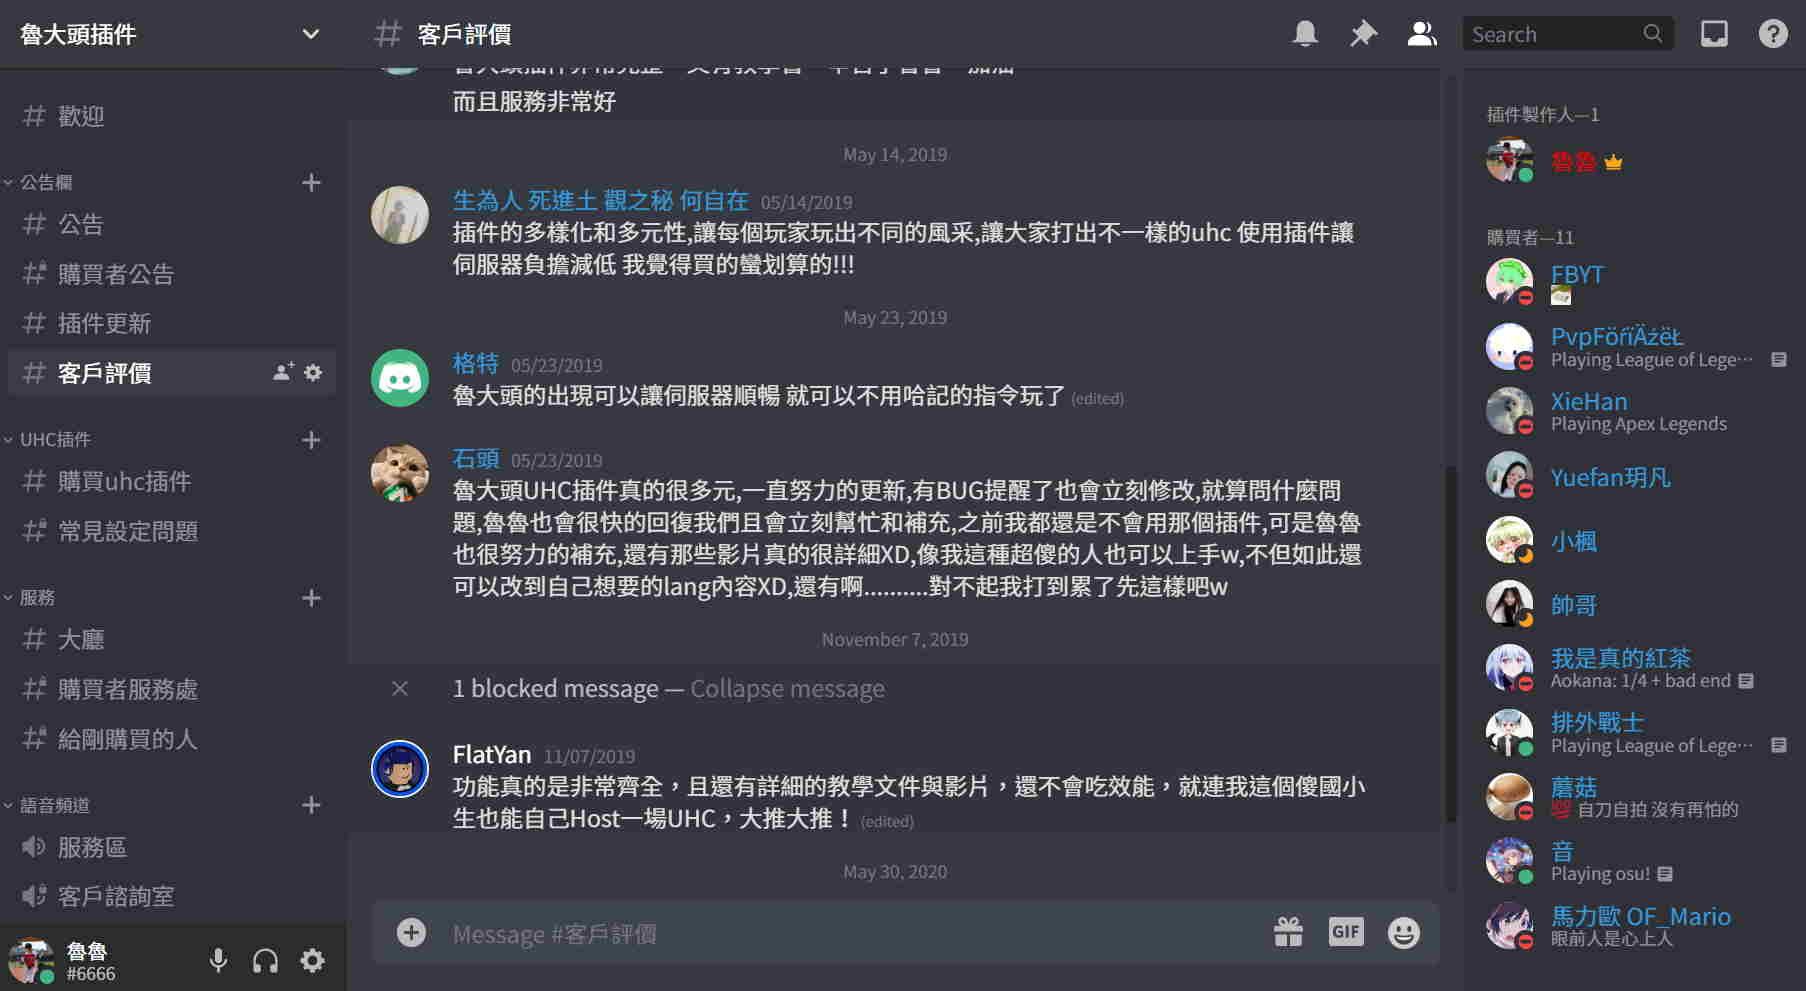 魯大頭插件
客戶評價
Search
歡迎
公告欄
公告
購買者公告
插件更新
客戶評價
UHC插件
購買uhc插件
常見設定問題
服務
大廳
購買者服務處
給剛購買的人
語音頻道
服務區
客戶諮詢室
魯魯
#6666
而且服務非常好
May 14, 2019
生為人 死進土 觀之秘 何自在 05/14/2019
插件的多樣化和多元性,讓每個玩家玩出不同的風采,讓大家打出不一樣的uhc 使用插件讓
伺服器負擔減低 我覺得買的蠻划算的!!!
May 23, 2019
格特 05/23/2019
魯大頭的出現可以讓伺服器順暢 就可以不用哈記的指令玩了 (edited)
石頭 05/23/2019
魯大頭UHC插件真的很多元,一直努力的更新,有BUG提醒了也會立刻修改,就算問什麼問
題,魯魯也會很快的回復我們且會立刻幫忙和補充,之前我都還是不會用那個插件,可是魯魯
也很努力的補充,還有那些影片真的很詳細XD,像我這種超傻的人也可以上手w,不但如此還
可以改到自己想要的lang內容XD,還有啊..........對不起我打到累了先這樣吧w
November 7, 2019
1 blocked message — Collapse message
FlatYan 11/07/2019
功能真的是非常齊全，且還有詳細的教學文件與影片，還不會吃效能，就連我這個傻國小
生也能自己Host一場UHC，大推大推！ (edited)
May 30, 2020
Message #客戶評價
GIF
插件製作人—1
魯魯
購買者—11
FBYT
PvpFöŕïÄżëŁ
Playing League of Lege…
XieHan
Playing Apex Legends
Yuefan玥凡
小楓
帥哥
我是真的紅茶
Aokana: 1/4 + bad end
排外戰士
Playing League of Lege…
蘑菇
自刀自拍 沒有再怕的
音
Playing osu!
馬力歐 OF_Mario
眼前人是心上人